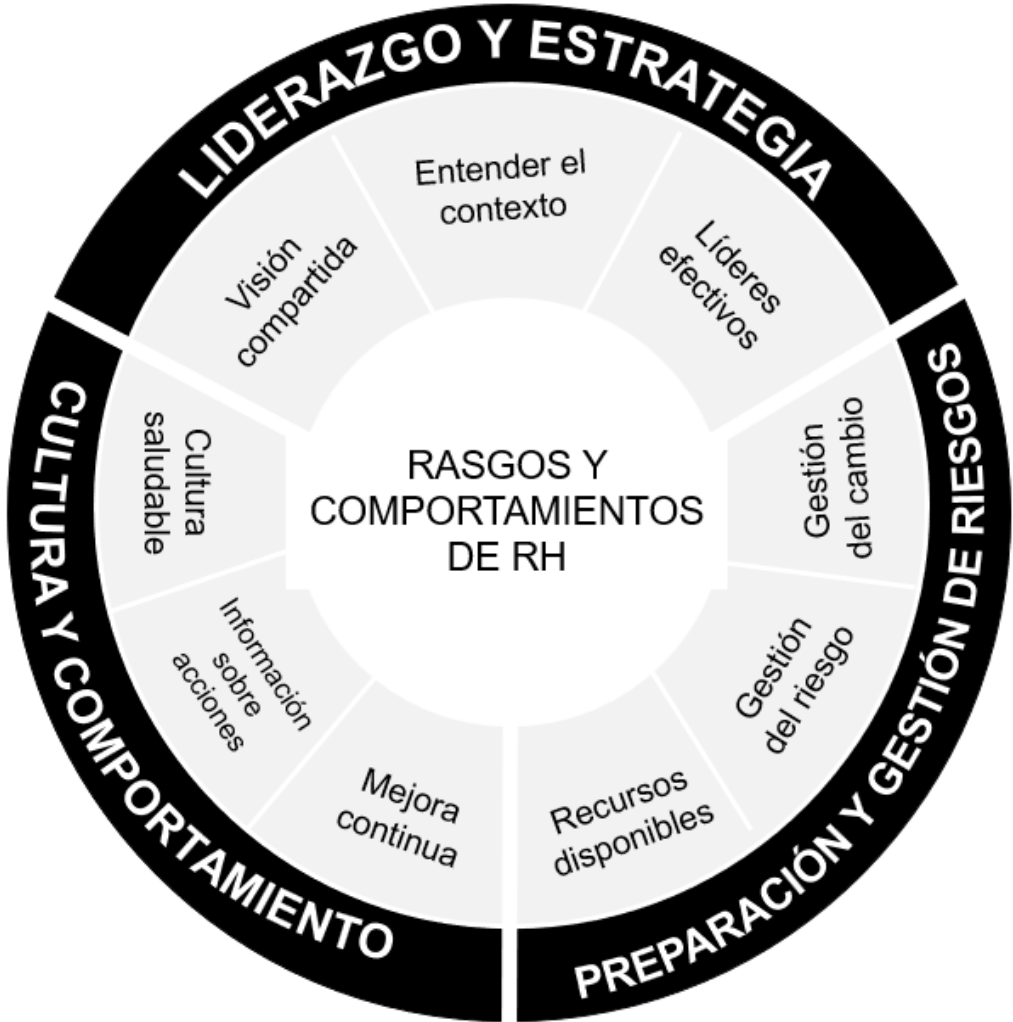 LIDERAZGO Y ESTRATEGIA
Visión
compartida
Entender el
contexto
Líderes
efectivos
PREPARACIÓN Y GESTIÓN DE RIESGOS
Gestión
del cambio
Gestión
del riesgo
Recursos
disponibles
CULTURA Y COMPORTAMIENTO
Cultura
saludable
Información
sobre
acciones
Mejora
continua
RASGOS Y
COMPORTAMIENTOS
DE RH